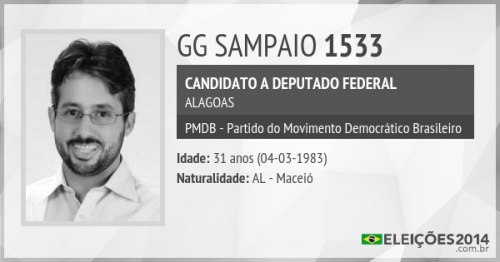 GG SAMPAIO 1533
CANDIDATO A DEPUTADO FEDERAL
ALAGOAS
PMDB - Partido do Movimento Democrático Brasileiro
Idade: 31 anos (04-03-1983)
Naturalidade: AL - Maceió
ELEIÇÕES2014
.com.br